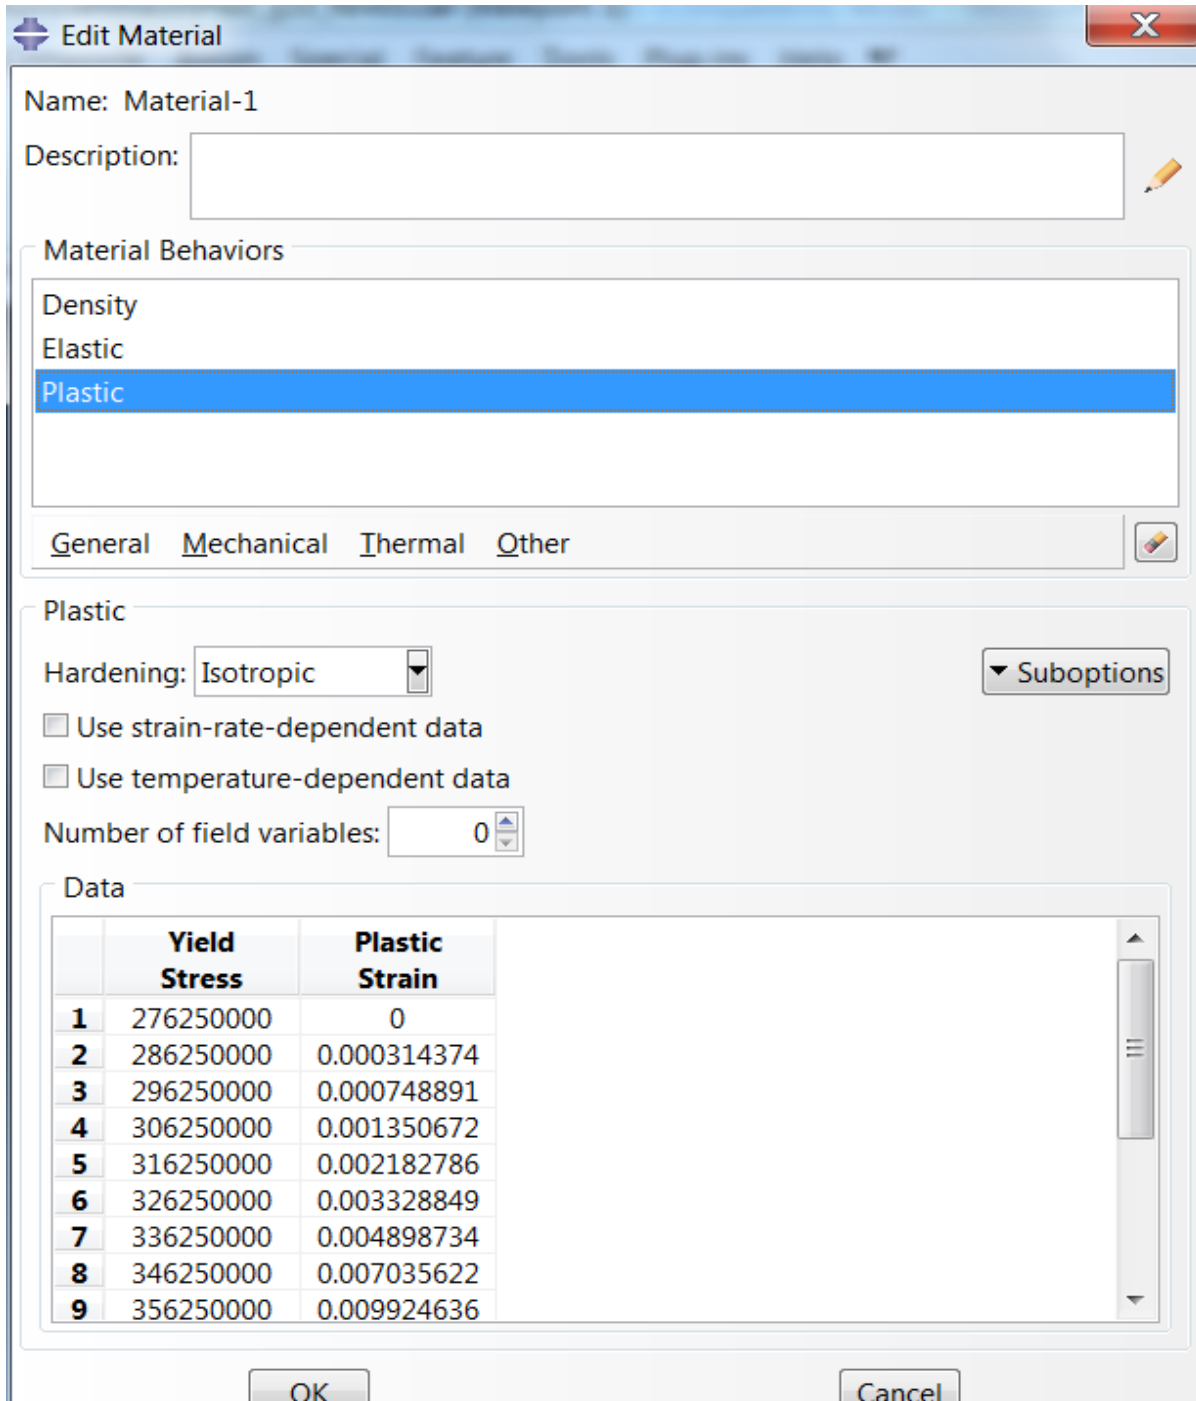 Edit Material
Name: Material-1
Description:
Material Behaviors
Density
Elastic
Plastic
General Mechanical Thermal Other
Plastic
Hardening: Isotropic Suboptions
Use strain-rate-dependent data
Use temperature-dependent data
Number of field variables: 0
Data
Yield Plastic
Stress Strain
1 276250000 0
2 286250000 0.000314374
3 296250000 0.000748891
4 306250000 0.001350672
5 316250000 0.002182786
6 326250000 0.003328849
7 336250000 0.004898734
8 346250000 0.007035622
9 356250000 0.009924636
OK Cancel